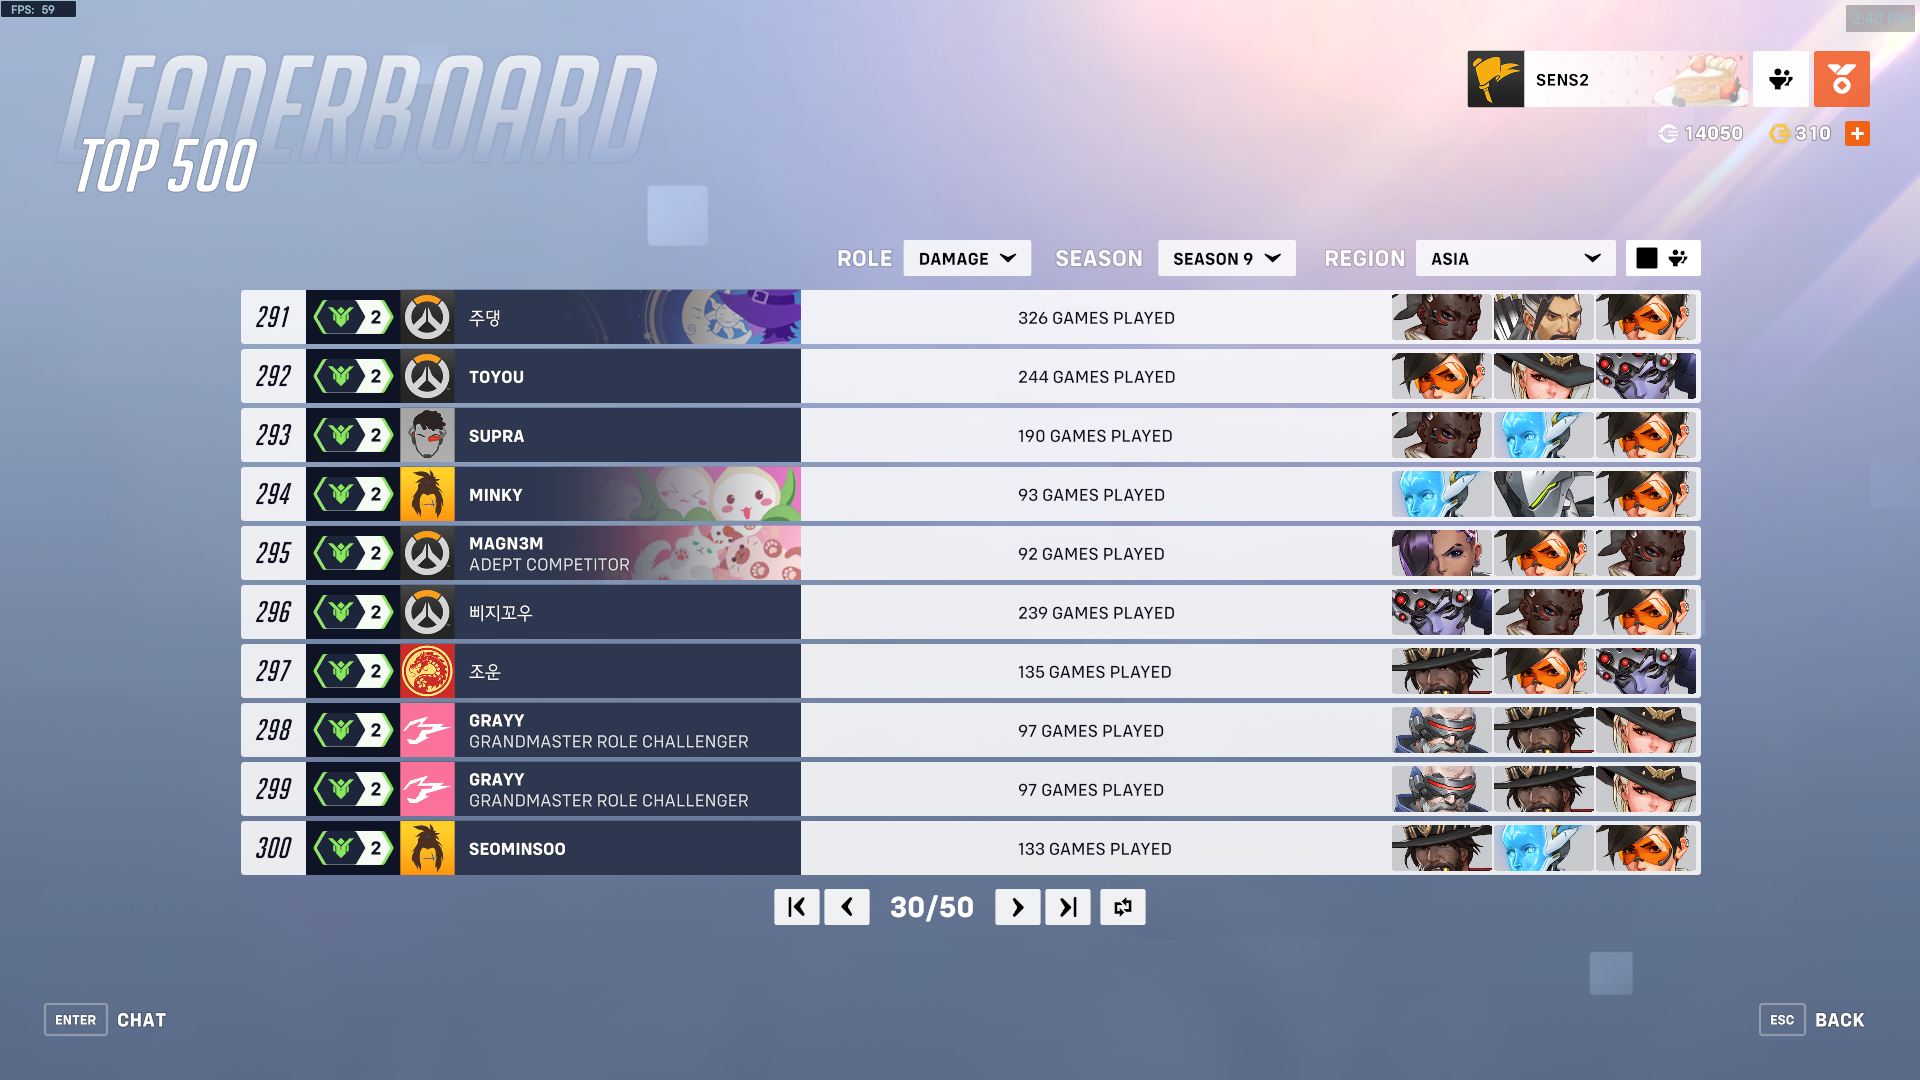 FPS: 59
2:40 PM
LEADERBOARD
TOP 500
SENS2
14050
310
ROLE DAMAGE SEASON SEASON 9 REGION ASIA
291 2 주댕 326 GAMES PLAYED
292 2 TOYOU 244 GAMES PLAYED
293 2 SUPRA 190 GAMES PLAYED
294 2 MINKY 93 GAMES PLAYED
295 2 MAGN3M 92 GAMES PLAYED
ADEPT COMPETITOR
296 2 삐지꼬우 239 GAMES PLAYED
297 2 조운 135 GAMES PLAYED
298 2 GRAYY 97 GAMES PLAYED
GRANDMASTER ROLE CHALLENGER
299 2 GRAYY 97 GAMES PLAYED
GRANDMASTER ROLE CHALLENGER
300 2 SEOMINSOO 133 GAMES PLAYED
30/50
ENTER CHAT
ESC BACK